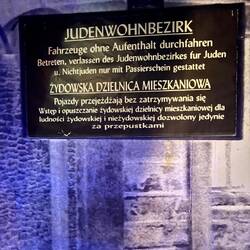 JUDENWOHNBEZIRK
Fahrzeuge ohne Aufenthalt durchfahren
Betreten, verlassen des Judenwohnbezirkes fur Juden
u. Nichtjuden nur mit Passierschein gestattet
ŻYDOWSKA DZIELNICA MIESZKANIOWA
Pojazdy przejeżdżają bez zatrzymywania się
Wstęp i opuszczanie żydowskiej dzielnicy mieszkaniowej dla
ludności żydowskiej i nieżydowskiej dozwolony jedynie
za przepustkami